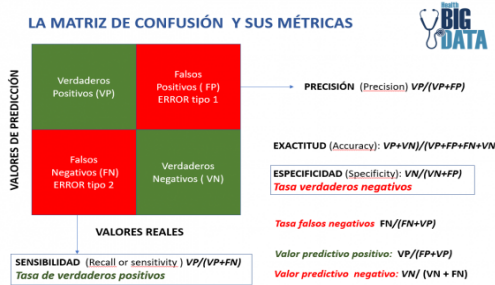 LA MATRIZ DE CONFUSIÓN Y SUS MÉTRICAS
Health
BIG
DATA
VALORES DE PREDICCIÓN
Verdaderos
Positivos (VP)
Falsos
Positivos ( FP)
ERROR tipo 1
Falsos
Negativos (FN)
ERROR tipo 2
Verdaderos
Negativos ( VN)
VALORES REALES
SENSIBILIDAD (Recall or sensitivity ) VP/(VP+FN)
Tasa de verdaderos positivos
PRECISIÓN (Precision) VP/(VP+FP)
EXACTITUD (Accuracy): VP+VN)/(VP+FP+FN+VN
ESPECIFICIDAD (Specificity): VN/(VN+FP)
Tasa verdaderos negativos
Tasa falsos negativos FN/(FN+VP)
Valor predictivo positivo: VP/(FP+VP)
Valor predictivo negativo: VN/ (VN + FN)